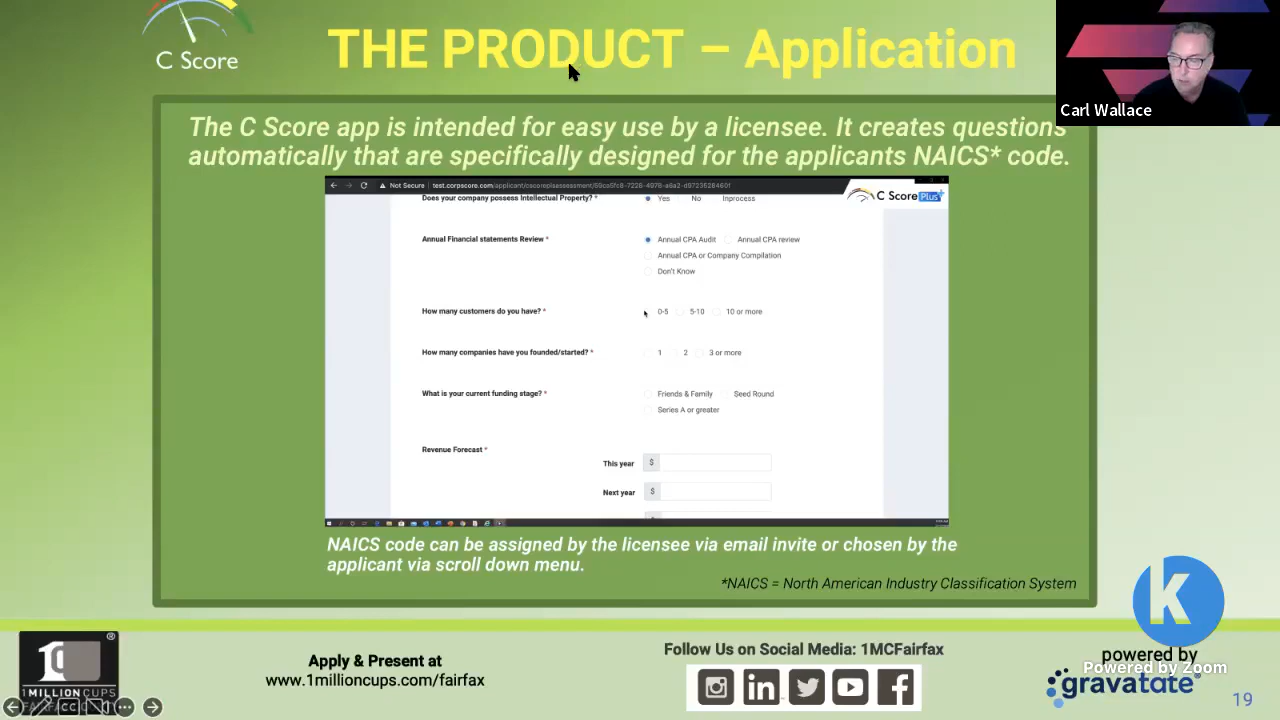 C Score
THE PRODUCT – Application
Carl Wallace
The C Score app is intended for easy use by a licensee. It creates questions
automatically that are specifically designed for the applicants NAICS* code.
Not Secure | test.corpscore.com/applicant/cscoreplsassessment/
C Score Plus+
Does your company possess Intellectual Property? * Yes No Inprocess
Annual Financial statements Review * Annual CPA Audit Annual CPA review
Annual CPA or Company Compilation
Don't Know
How many customers do you have? * 0-5 5-10 10 or more
How many companies have you founded/started? * 1 2 3 or more
What is your current funding stage? * Friends & Family Seed Round
Series A or greater
Revenue Forecast *
This year $
Next year $
NAICS code can be assigned by the licensee via email invite or chosen by the
applicant via scroll down menu.
*NAICS = North American Industry Classification System
K
1MILLIONCUPS
FAIRFAX
Apply & Present at
www.1millioncups.com/fairfax
Follow Us on Social Media: 1MCFairfax
powered by
gravatate
Powered by Zoom
19